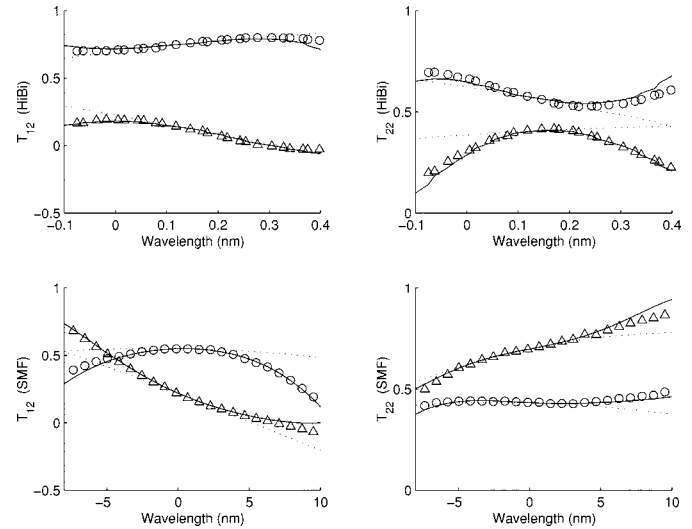 1
0.5
0
-0.5
-0.1 0 0.1 0.2 0.3 0.4
Wavelength (nm)
T12 (HiBi)
1
0.5
0
-0.1 0 0.1 0.2 0.3 0.4
Wavelength (nm)
T22 (HiBi)
1
0.5
0
-0.5
-5 0 5 10
Wavelength (nm)
T12 (SMF)
1
0.5
0
-5 0 5 10
Wavelength (nm)
T22 (SMF)